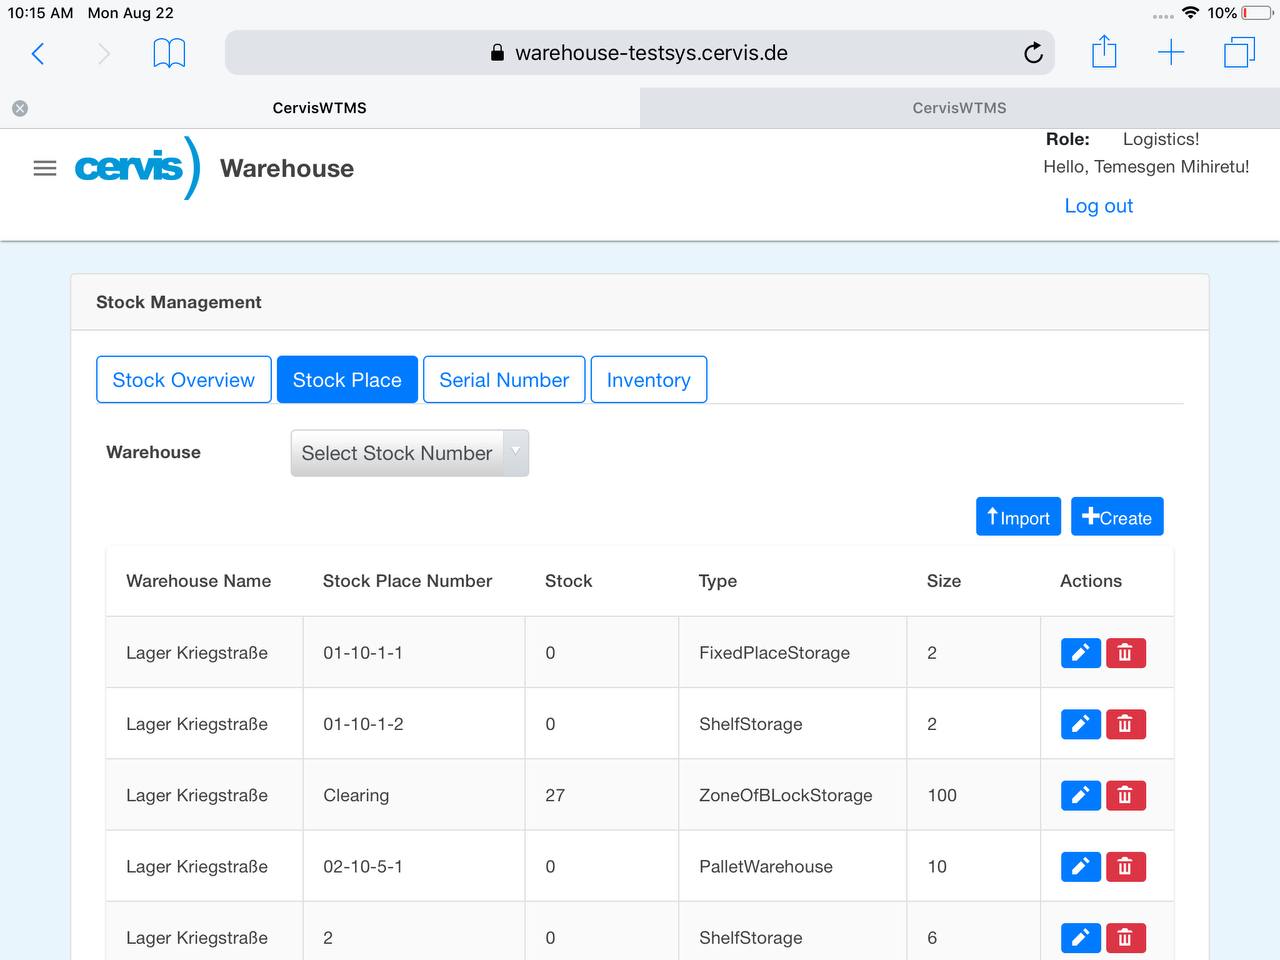 10:15 AM Mon Aug 22
10%
warehouse-testsys.cervis.de
CervisWTMS
CervisWTMS
cervis) Warehouse
Role: Logistics!
Hello, Temesgen Mihiretu!
Log out
Stock Management
Stock Overview Stock Place Serial Number Inventory
Warehouse Select Stock Number
Import Create
Warehouse Name Stock Place Number Stock Type Size Actions
Lager Kriegstraße 01-10-1-1 0 FixedPlaceStorage 2
Lager Kriegstraße 01-10-1-2 0 ShelfStorage 2
Lager Kriegstraße Clearing 27 ZoneOfBLockStorage 100
Lager Kriegstraße 02-10-5-1 0 PalletWarehouse 10
Lager Kriegstraße 2 0 ShelfStorage 6